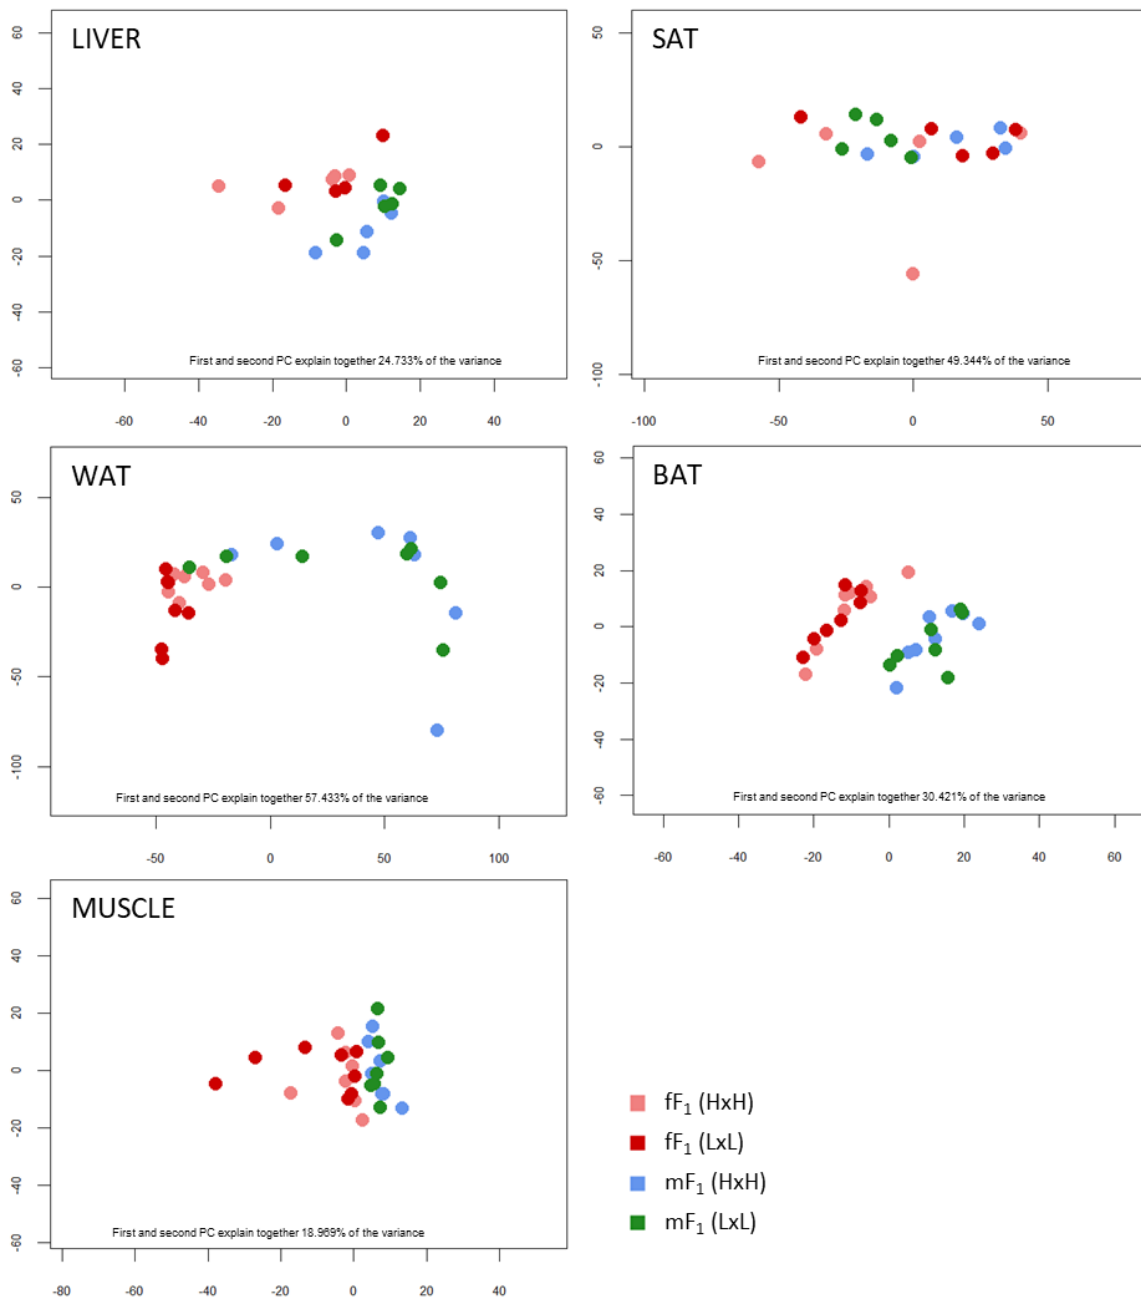 LIVER
60
40
20
0
-20
-40
-60
First and second PC explain together 24.733% of the variance
-60 -40 -20 0 20 40
SAT
50
0
-50
-100
First and second PC explain together 49.344% of the variance
-100 -50 0 50
WAT
50
0
-50
-100
First and second PC explain together 57.433% of the variance
-50 0 50 100
BAT
60
40
20
0
-20
-40
-60
First and second PC explain together 30.421% of the variance
-60 -40 -20 0 20 40 60
MUSCLE
60
40
20
0
-20
-40
-60
First and second PC explain together 18.969% of the variance
-80 -60 -40 -20 0 20 40
fF₁ (HxH)
fF₁ (LxL)
mF₁ (HxH)
mF₁ (LxL)